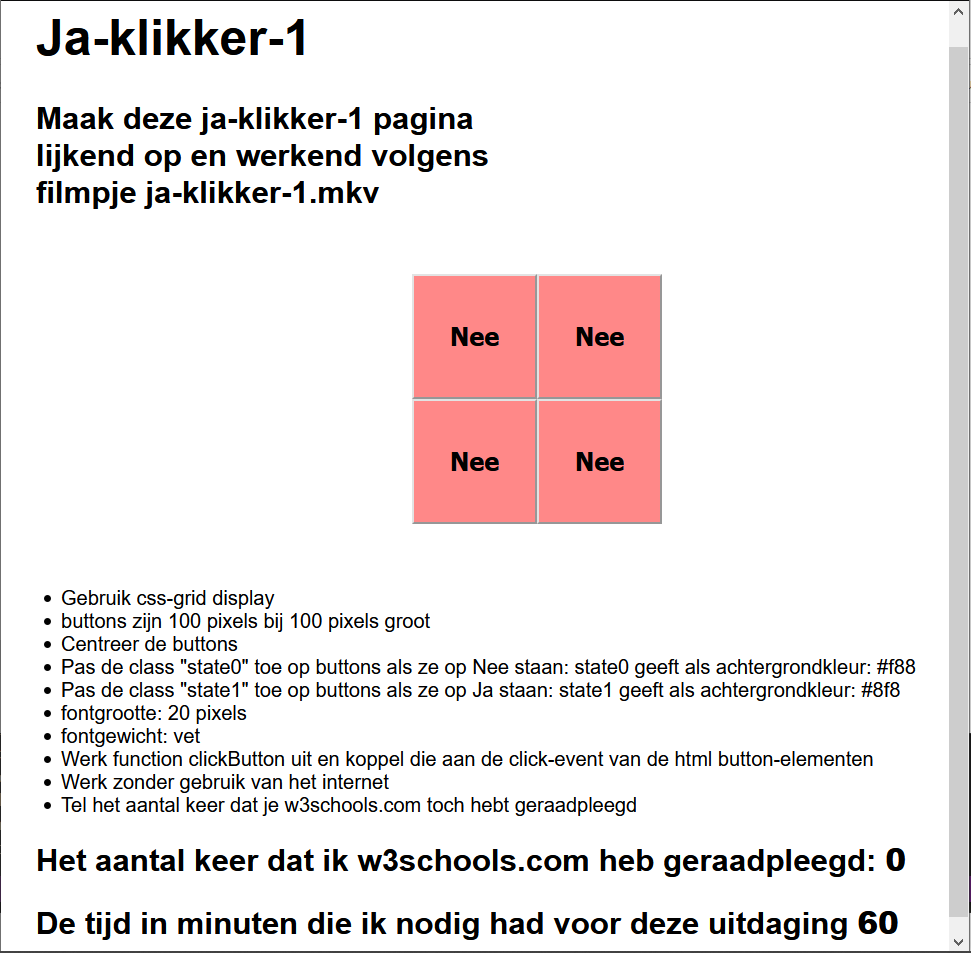 Ja-klikker-1
Maak deze ja-klikker-1 pagina
lijkend op en werkend volgens
filmpje ja-klikker-1.mkv
Nee Nee
Nee Nee
Gebruik css-grid display
buttons zijn 100 pixels bij 100 pixels groot
Centreer de buttons
Pas de class "state0" toe op buttons als ze op Nee staan: state0 geeft als achtergrondkleur: #f88
Pas de class "state1" toe op buttons als ze op Ja staan: state1 geeft als achtergrondkleur: #8f8
fontgrootte: 20 pixels
fontgewicht: vet
Werk function clickButton uit en koppel die aan de click-event van de html button-elementen
Werk zonder gebruik van het internet
Tel het aantal keer dat je w3schools.com toch hebt geraadpleegd
Het aantal keer dat ik w3schools.com heb geraadpleegd: 0
De tijd in minuten die ik nodig had voor deze uitdaging 60